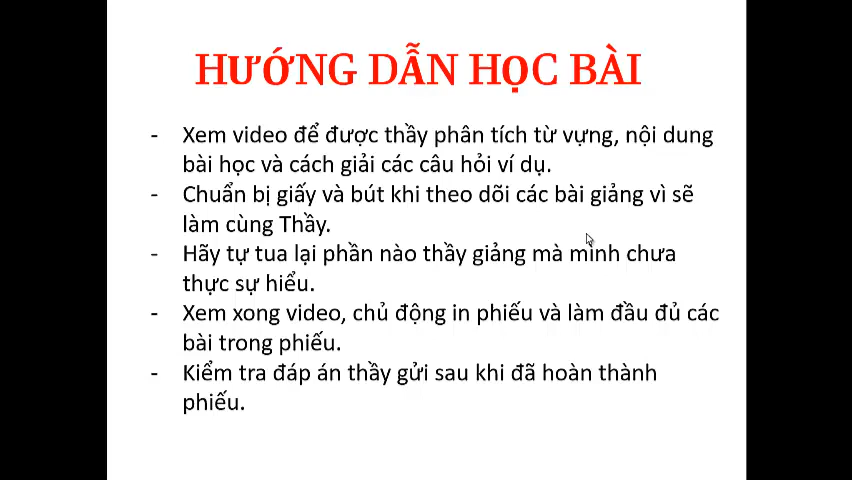 HƯỚNG DẪN HỌC BÀI
- Xem video để được thầy phân tích từ vựng, nội dung
bài học và cách giải các câu hỏi ví dụ.
- Chuẩn bị giấy và bút khi theo dõi các bài giảng vì sẽ
làm cùng Thầy.
- Hãy tự tua lại phần nào thầy giảng mà mình chưa
thực sự hiểu.
- Xem xong video, chủ động in phiếu và làm đầu đủ các
bài trong phiếu.
- Kiểm tra đáp án thầy gửi sau khi đã hoàn thành
phiếu.